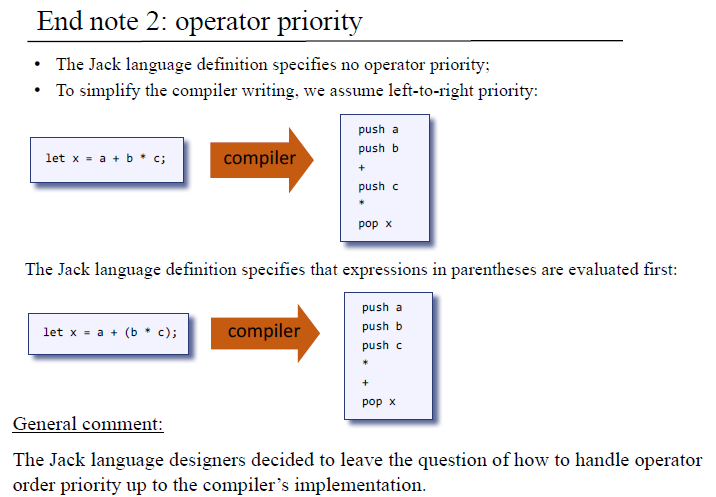 End note 2: operator priority
• The Jack language definition specifies no operator priority;
• To simplify the compiler writing, we assume left-to-right priority:
let x = a + b * c;
compiler
push a
push b
+
push c
*
pop x
The Jack language definition specifies that expressions in parentheses are evaluated first:
let x = a + (b * c);
compiler
push a
push b
push c
*
+
pop x
General comment:
The Jack language designers decided to leave the question of how to handle operator
order priority up to the compiler’s implementation.